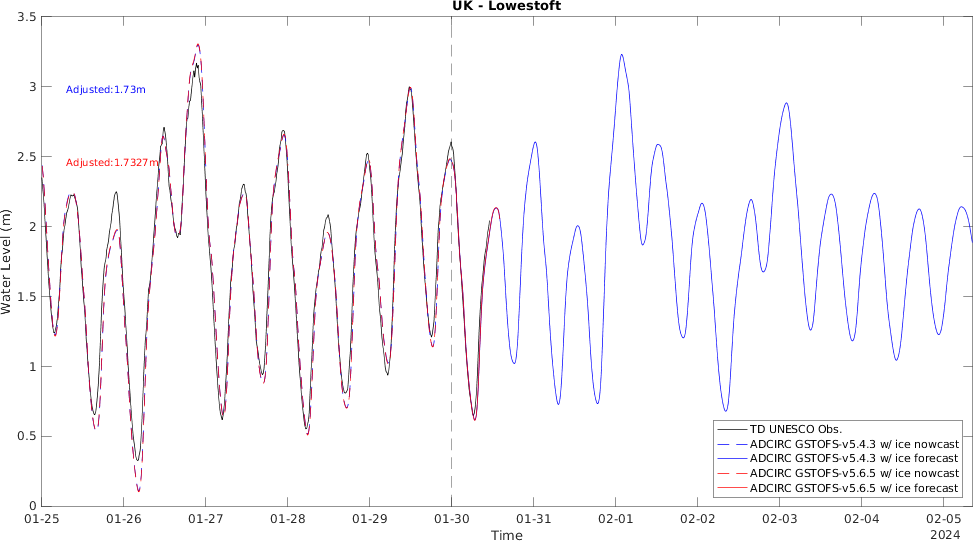 UK - Lowestoft
3.5
3
2.5
2
1.5
1
0.5
0
Water Level (m)
Adjusted:1.73m
Adjusted:1.7327m
TD UNESCO Obs.
ADCIRC GSTOFS-v5.4.3 w/ ice nowcast
ADCIRC GSTOFS-v5.4.3 w/ ice forecast
ADCIRC GSTOFS-v5.6.5 w/ ice nowcast
ADCIRC GSTOFS-v5.6.5 w/ ice forecast
01-25 01-26 01-27 01-28 01-29 01-30 01-31 02-01 02-02 02-03 02-04 02-05
Time
2024